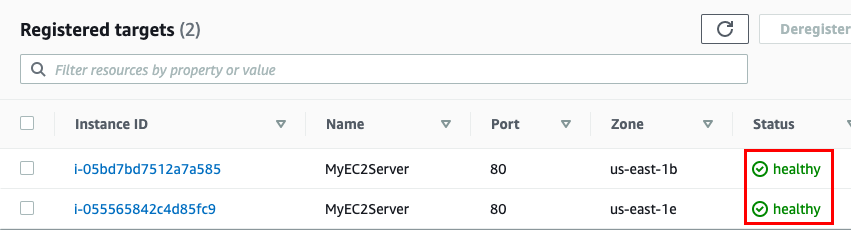 Registered targets (2)
Deregister
Filter resources by property or value
Instance ID Name Port Zone Status
i-05bd7bd7512a7a585 MyEC2Server 80 us-east-1b healthy
i-055565842c4d85fc9 MyEC2Server 80 us-east-1e healthy